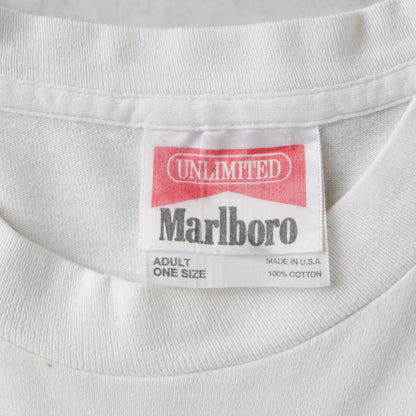 UNLIMITED
Marlboro
ADULT MADE IN U.S.A.
ONE SIZE 100% COTTON